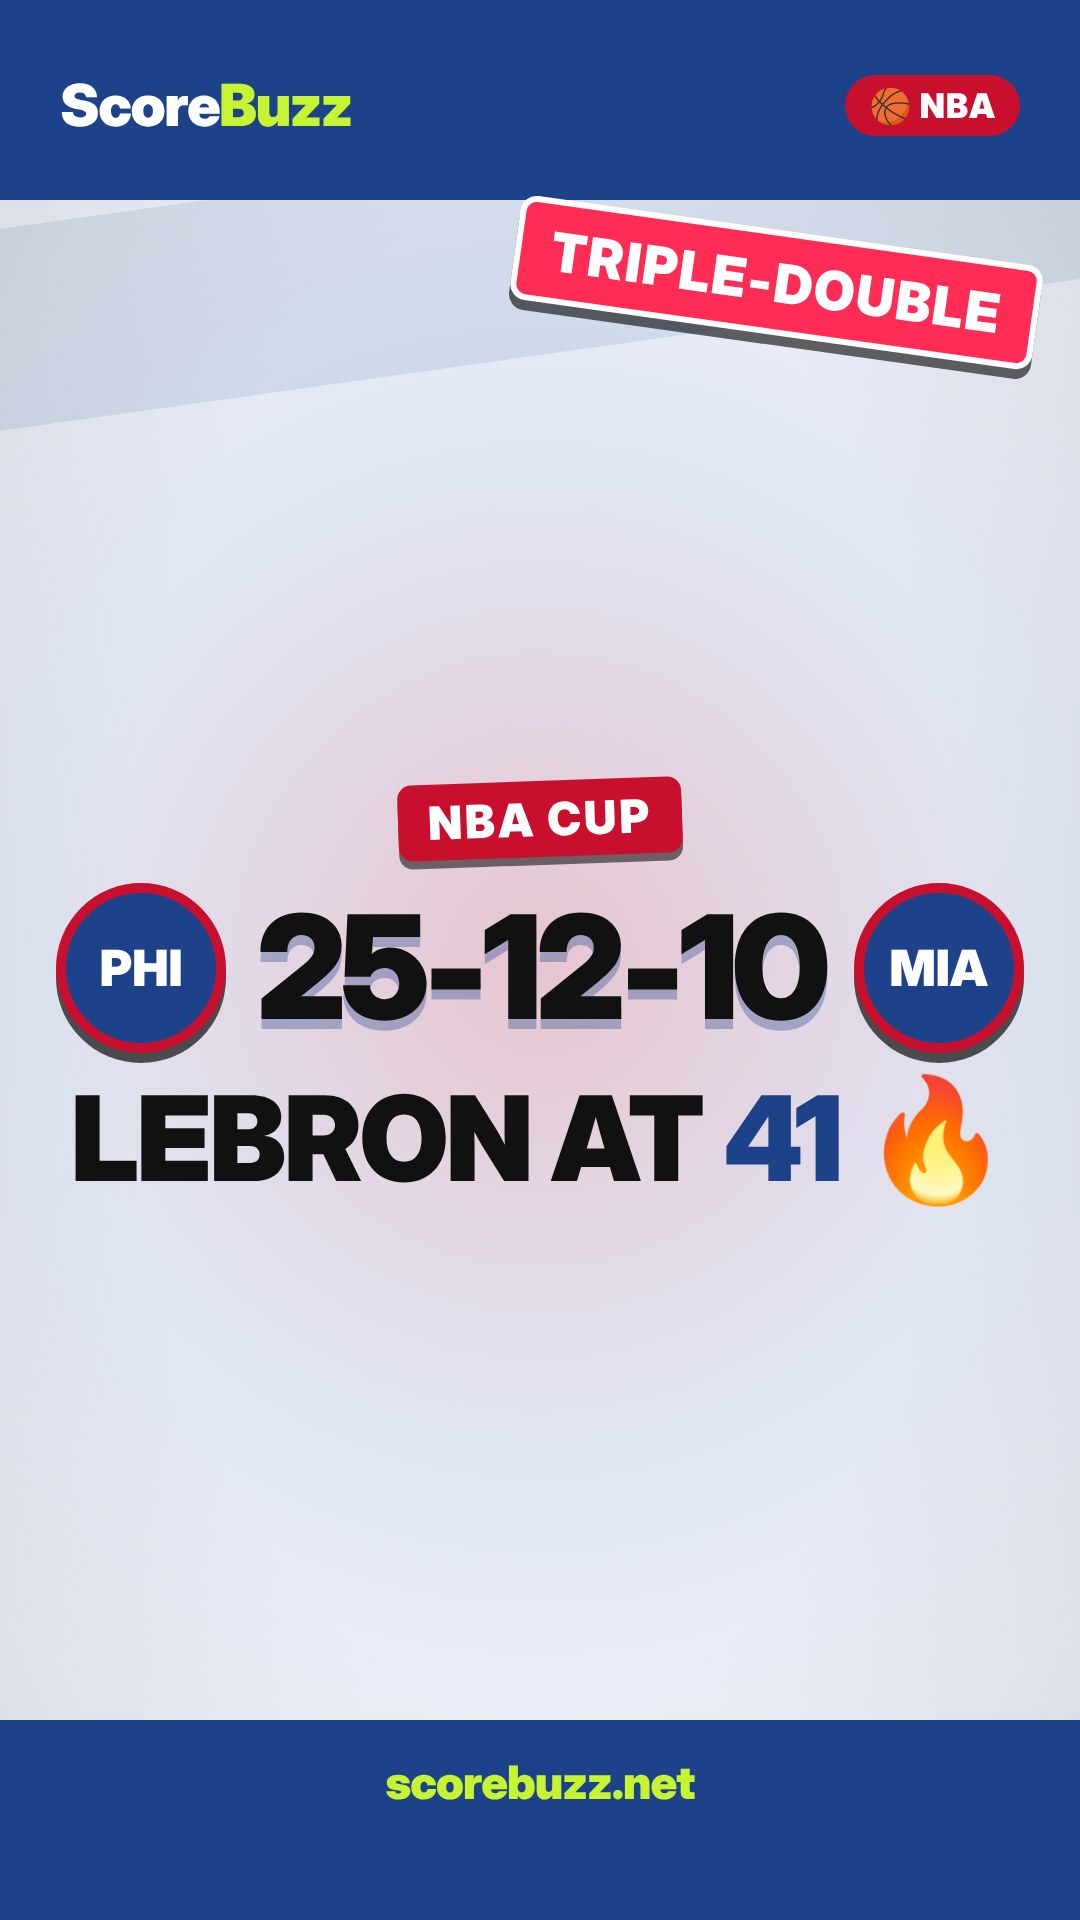 ScoreBuzz
🏀 NBA
TRIPLE-DOUBLE
NBA CUP
PHI 25-12-10 MIA
LEBRON AT 41 🔥
scorebuzz.net